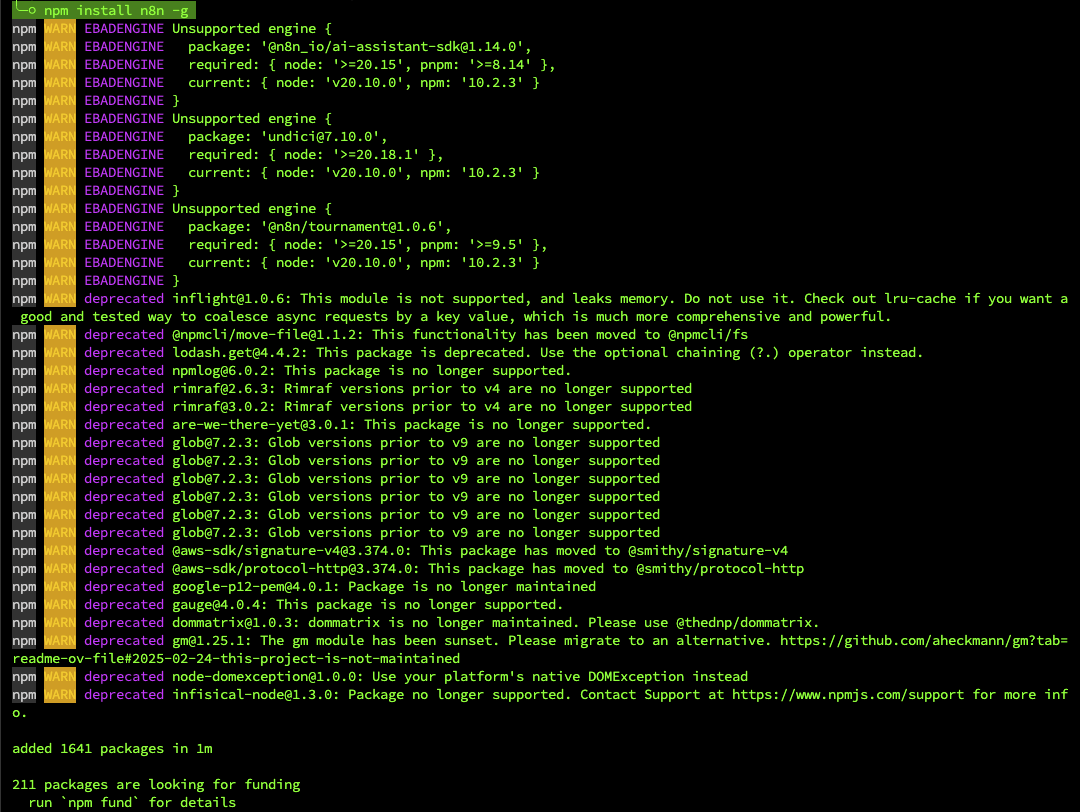 npm install n8n -g
npm WARN EBADENGINE Unsupported engine {
npm WARN EBADENGINE   package: '@n8n_io/ai-assistant-sdk@1.14.0',
npm WARN EBADENGINE   required: { node: '>=20.15', pnpm: '>=8.14' },
npm WARN EBADENGINE   current: { node: 'v20.10.0', npm: '10.2.3' }
npm WARN EBADENGINE }
npm WARN EBADENGINE Unsupported engine {
npm WARN EBADENGINE   package: 'undici@7.10.0',
npm WARN EBADENGINE   required: { node: '>=20.18.1' },
npm WARN EBADENGINE   current: { node: 'v20.10.0', npm: '10.2.3' }
npm WARN EBADENGINE }
npm WARN EBADENGINE Unsupported engine {
npm WARN EBADENGINE   package: '@n8n/tournament@1.0.6',
npm WARN EBADENGINE   required: { node: '>=20.15', pnpm: '>=9.5' },
npm WARN EBADENGINE   current: { node: 'v20.10.0', npm: '10.2.3' }
npm WARN EBADENGINE }
npm WARN deprecated inflight@1.0.6: This module is not supported, and leaks memory. Do not use it. Check out lru-cache if you want a
 good and tested way to coalesce async requests by a key value, which is much more comprehensive and powerful.
npm WARN deprecated @npmcli/move-file@1.1.2: This functionality has been moved to @npmcli/fs
npm WARN deprecated lodash.get@4.4.2: This package is deprecated. Use the optional chaining (?.) operator instead.
npm WARN deprecated npmlog@6.0.2: This package is no longer supported.
npm WARN deprecated rimraf@2.6.3: Rimraf versions prior to v4 are no longer supported
npm WARN deprecated rimraf@3.0.2: Rimraf versions prior to v4 are no longer supported
npm WARN deprecated are-we-there-yet@3.0.1: This package is no longer supported.
npm WARN deprecated glob@7.2.3: Glob versions prior to v9 are no longer supported
npm WARN deprecated glob@7.2.3: Glob versions prior to v9 are no longer supported
npm WARN deprecated glob@7.2.3: Glob versions prior to v9 are no longer supported
npm WARN deprecated glob@7.2.3: Glob versions prior to v9 are no longer supported
npm WARN deprecated glob@7.2.3: Glob versions prior to v9 are no longer supported
npm WARN deprecated glob@7.2.3: Glob versions prior to v9 are no longer supported
npm WARN deprecated @aws-sdk/signature-v4@3.374.0: This package has moved to @smithy/signature-v4
npm WARN deprecated @aws-sdk/protocol-http@3.374.0: This package has moved to @smithy/protocol-http
npm WARN deprecated google-p12-pem@4.0.1: Package is no longer maintained
npm WARN deprecated gauge@4.0.4: This package is no longer supported.
npm WARN deprecated dommatrix@1.0.3: dommatrix is no longer maintained. Please use @thednp/dommatrix.
npm WARN deprecated gm@1.25.1: The gm module has been sunset. Please migrate to an alternative. https://github.com/aheckmann/gm?tab=
readme-ov-file#2025-02-24-this-project-is-not-maintained
npm WARN deprecated node-domexception@1.0.0: Use your platform's native DOMException instead
npm WARN deprecated infisical-node@1.3.0: Package no longer supported. Contact Support at https://www.npmjs.com/support for more inf
o.
added 1641 packages in 1m
211 packages are looking for funding
  run `npm fund` for details